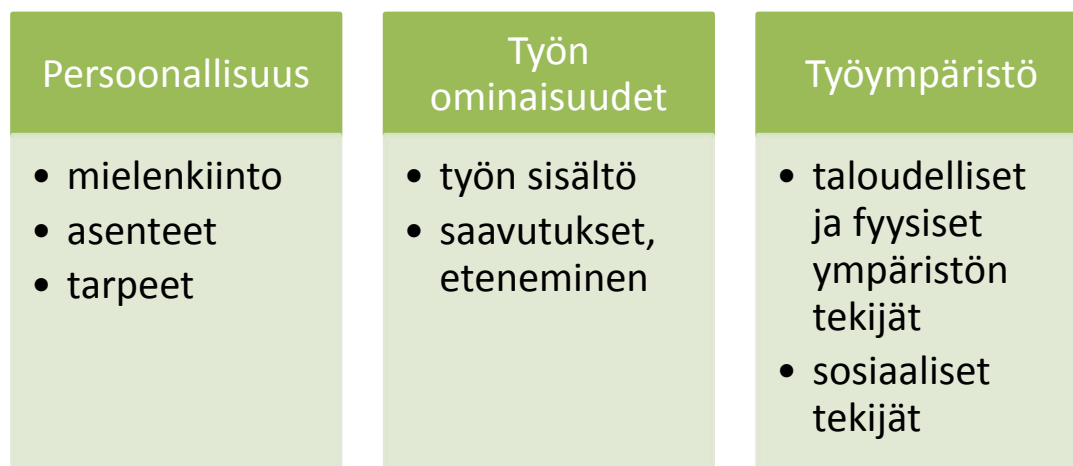 Persoonallisuus
• mielenkiinto
• asenteet
• tarpeet
Työn
ominaisuudet
• työn sisältö
• saavutukset,
eteneminen
Työympäristö
• taloudelliset
ja fyysiset
ympäristön
tekijät
• sosiaaliset
tekijät